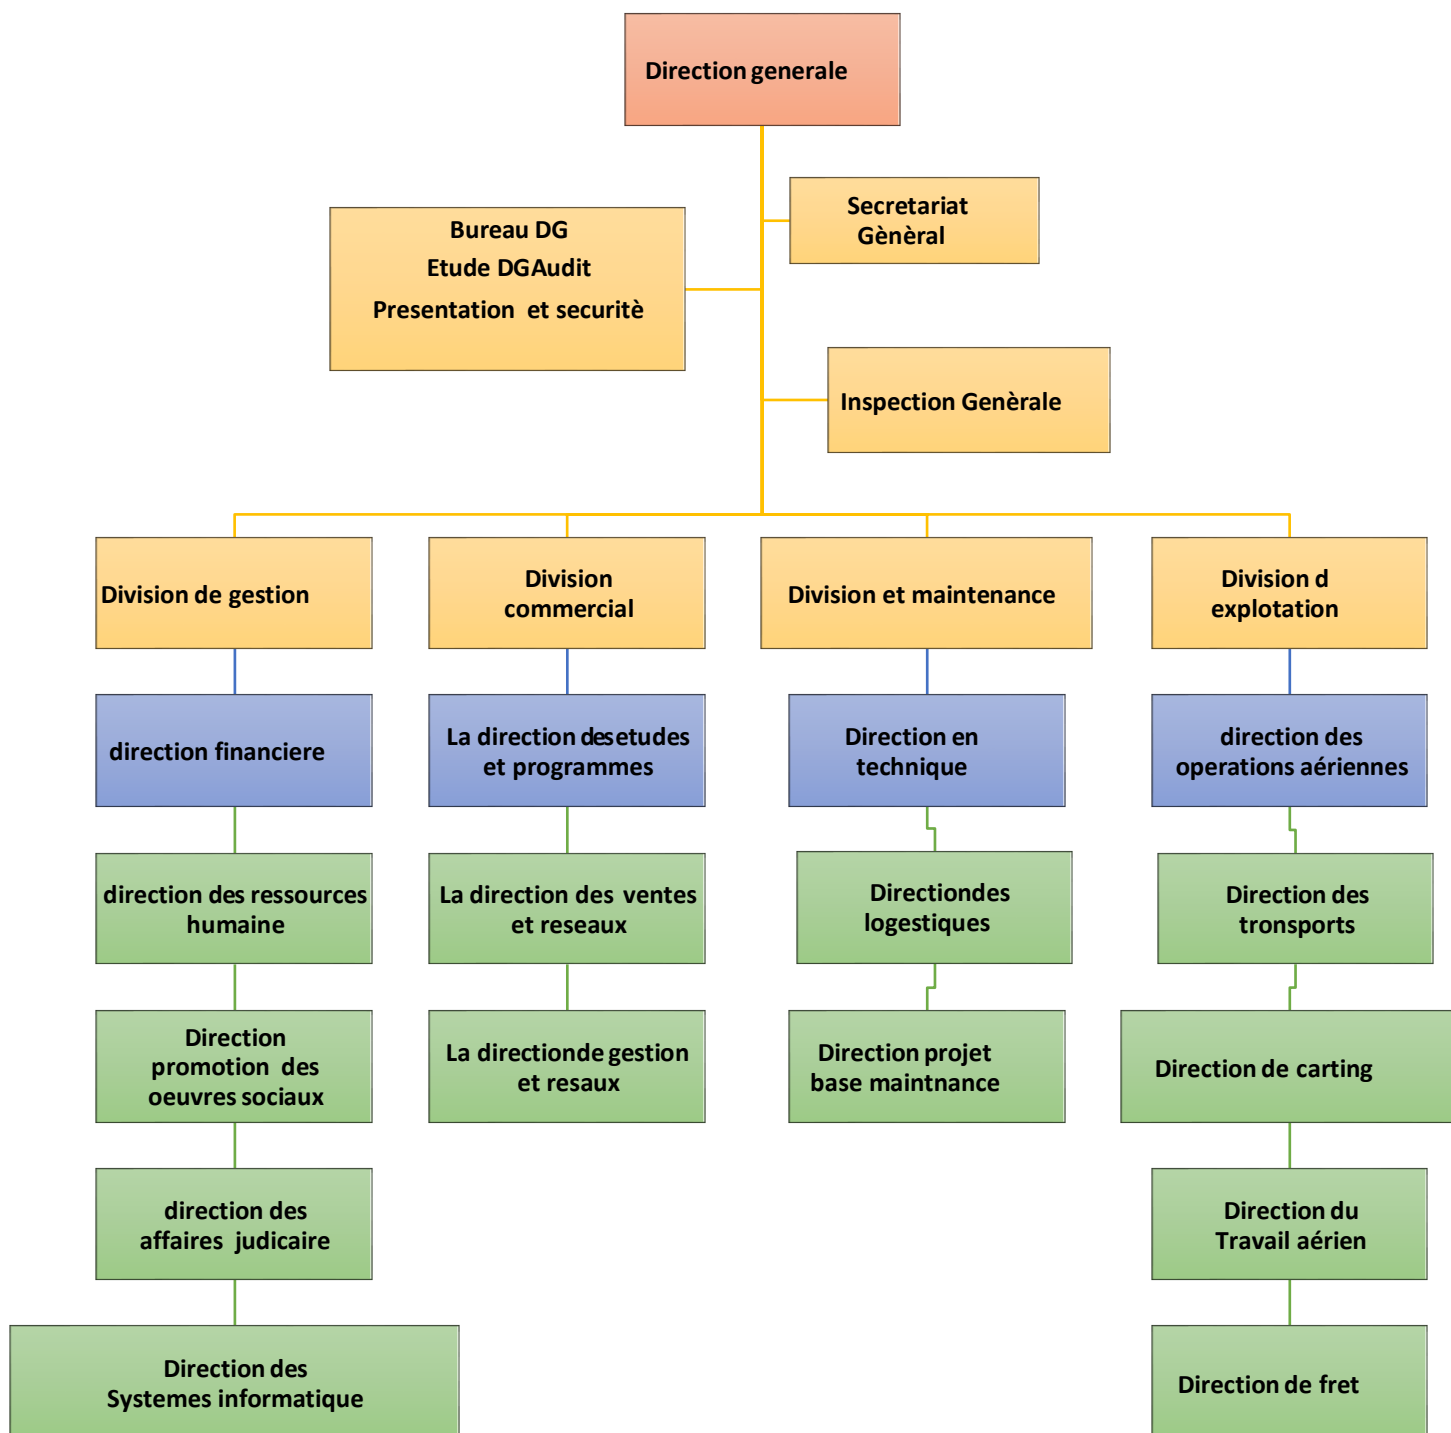 Direction generale
Secretariat
Gènèral
Bureau DG
Etude DGAudit
Presentation et securitè
Inspection Genèrale
Division de gestion
Division
commercial
Division et maintenance
Division d
explotation
direction financiere
La direction desetudes
et programmes
Direction en
technique
direction des
operations aériennes
direction des ressources
humaine
La direction des ventes
et reseaux
Directiondes
logestiques
Direction des
tronsports
Direction
promotion des
oeuvres sociaux
La directionde gestion
et resaux
Direction projet
base maintnance
Direction de carting
direction des
affaires judicaire
Direction du
Travail aérien
Direction des
Systemes informatique
Direction de fret